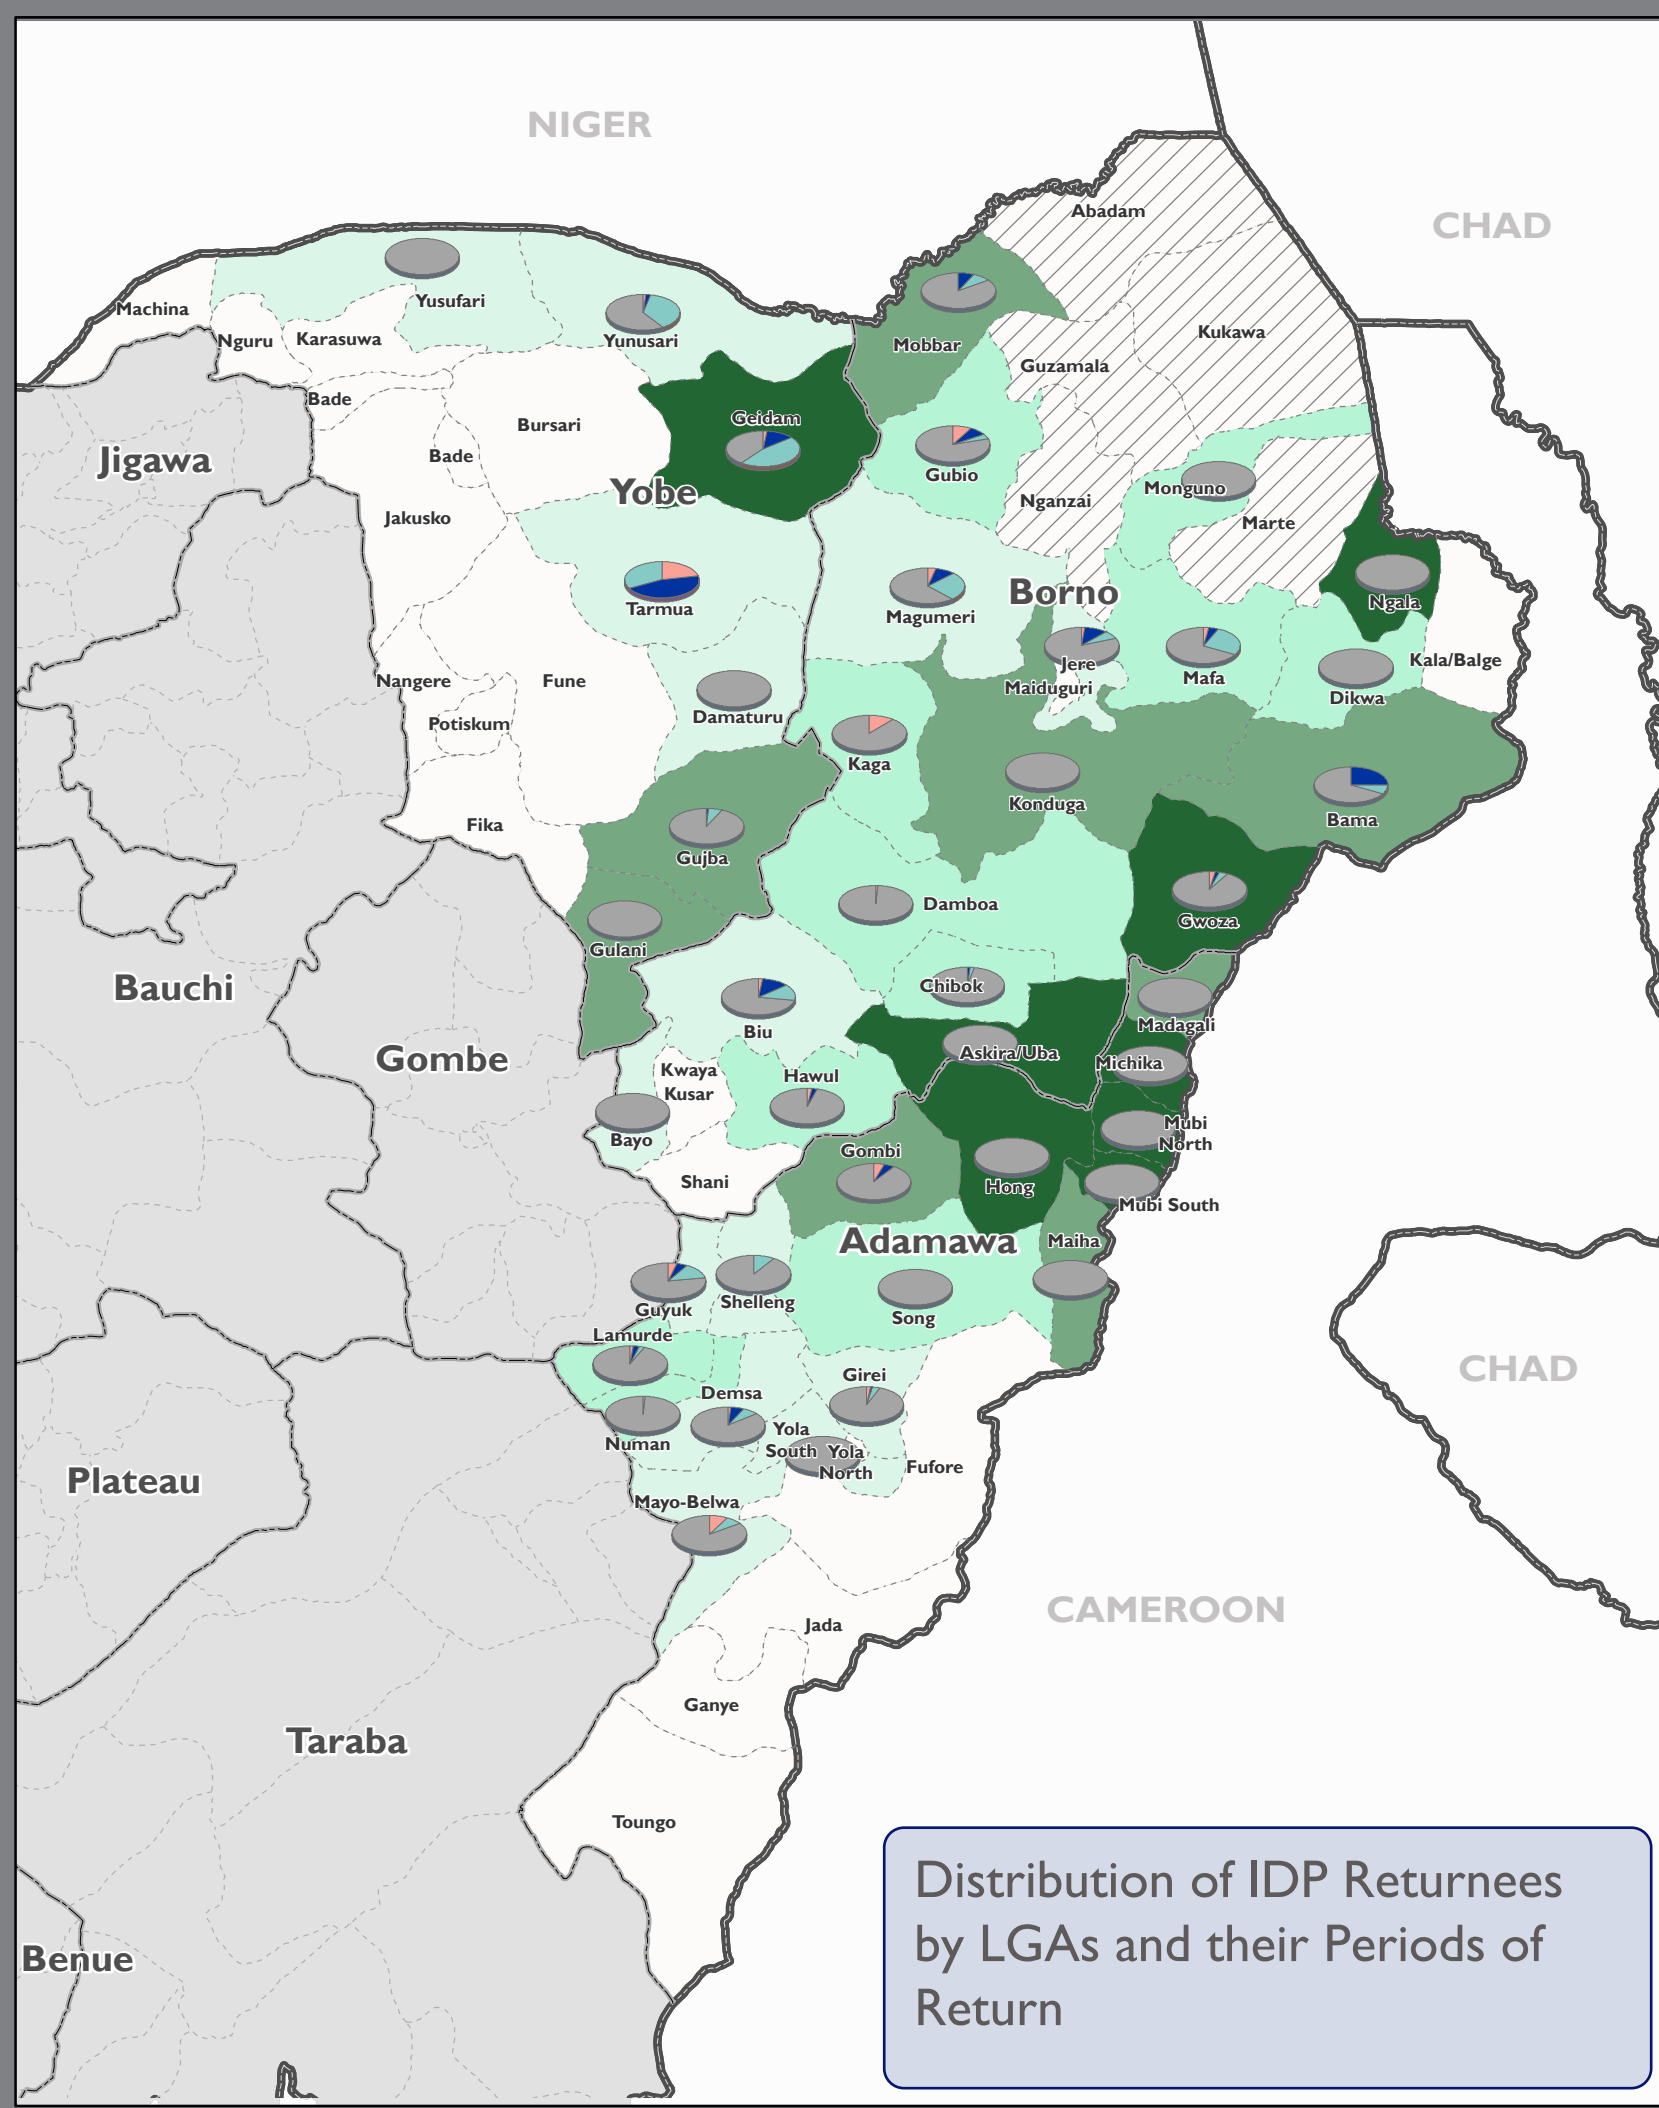 NIGER
CHAD
Abadam
Machina
Yusufari
Nguru
Karasuwa
Yunusari
Mobbar
Kukawa
Guzamala
Bade
Bursari
Geidam
Jigawa
Bade
Gubio
Yobe
Monguno
Nganzai
Marte
Jakusko
Borno
Tarmua
Magumeri
Ngala
Jere
Kala/Balge
Maiduguri
Mafa
Dikwa
Nangere
Fune
Damaturu
Potiskum
Kaga
Konduga
Bama
Fika
Gujba
Damboa
Gwoza
Gulani
Bauchi
Chibok
Biu
Madagali
Gombe
Askira/Uba
Michika
Kwaya
Kusar
Hawul
Bayo
Mubi
North
Gombi
Shani
Hong
Mubi South
Adamawa
Maiha
Guyuk
Shelleng
Song
Lamurde
CHAD
Girei
Demsa
Numan
Yola
South
Yola
North
Fufore
Plateau
Mayo-Belwa
CAMEROON
Jada
Ganye
Taraba
Toungo
Benue
Distribution of IDP Returnees
by LGAs and their Periods of
Return